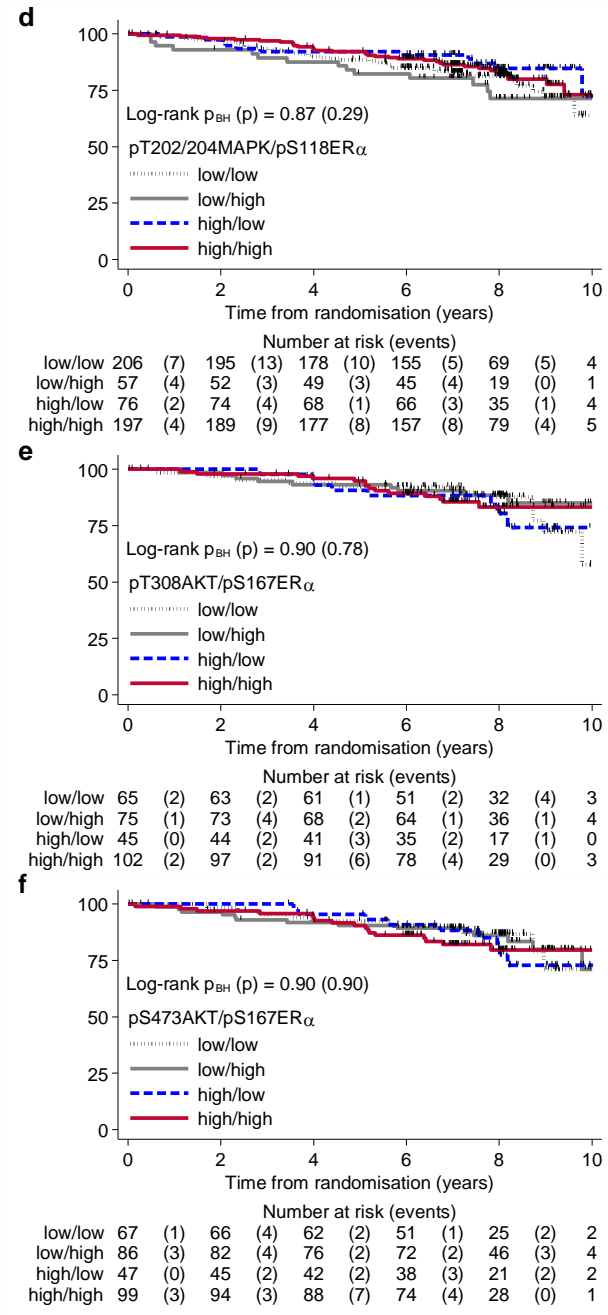 d
100
75
50
25
0
Log-rank pBH (p) = 0.87 (0.29)
pT202/204MAPK/pS118ERα
low/low
low/high
high/low
high/high
0 2 4 6 8 10
Time from randomisation (years)
Number at risk (events)
low/low 206 (7) 195 (13) 178 (10) 155 (5) 69 (5) 4
low/high 57 (4) 52 (3) 49 (3) 45 (4) 19 (0) 1
high/low 76 (2) 74 (4) 68 (1) 66 (3) 35 (1) 4
high/high 197 (4) 189 (9) 177 (8) 157 (8) 79 (4) 5
e
100
75
50
25
0
Log-rank pBH (p) = 0.90 (0.78)
pT308AKT/pS167ERα
low/low
low/high
high/low
high/high
0 2 4 6 8 10
Time from randomisation (years)
Number at risk (events)
low/low 65 (2) 63 (2) 61 (1) 51 (2) 32 (4) 3
low/high 75 (1) 73 (4) 68 (2) 64 (1) 36 (1) 4
high/low 45 (0) 44 (2) 41 (3) 35 (2) 17 (1) 0
high/high 102 (2) 97 (2) 91 (6) 78 (4) 29 (0) 3
f
100
75
50
25
0
Log-rank pBH (p) = 0.90 (0.90)
pS473AKT/pS167ERα
low/low
low/high
high/low
high/high
0 2 4 6 8 10
Time from randomisation (years)
Number at risk (events)
low/low 67 (1) 66 (4) 62 (2) 51 (1) 25 (2) 2
low/high 86 (3) 82 (4) 76 (2) 72 (2) 46 (3) 4
high/low 47 (0) 45 (2) 42 (2) 38 (3) 21 (2) 2
high/high 99 (3) 94 (3) 88 (7) 74 (4) 28 (0) 1